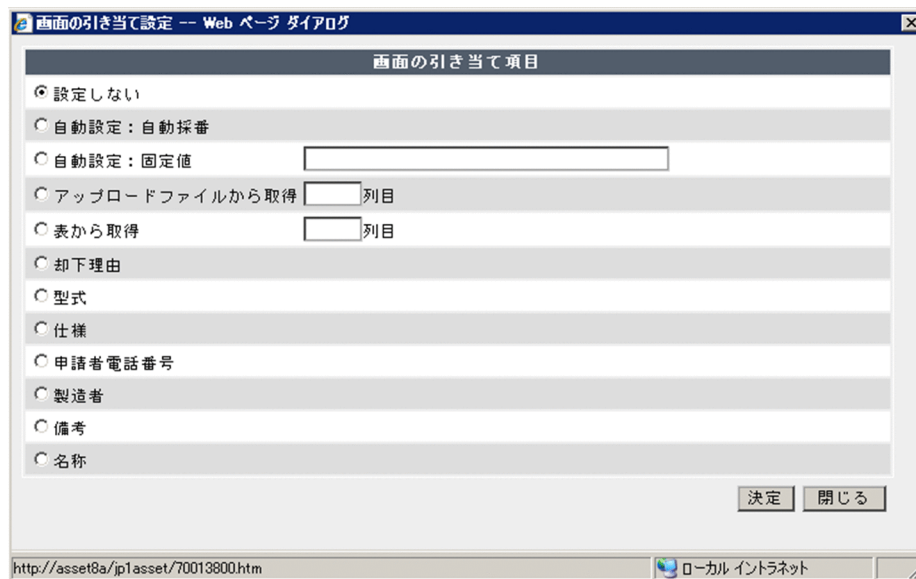 画面の引き当て設定 -- Web ページ ダイアログ
画面の引き当て項目
設定しない
自動設定：自動採番
自動設定：固定値
アップロードファイルから取得 列目
表から取得 列目
却下理由
型式
仕様
申請者電話番号
製造者
備考
名称
決定 閉じる
http://asset8a/jp1asset/70013800.htm ローカル イントラネット